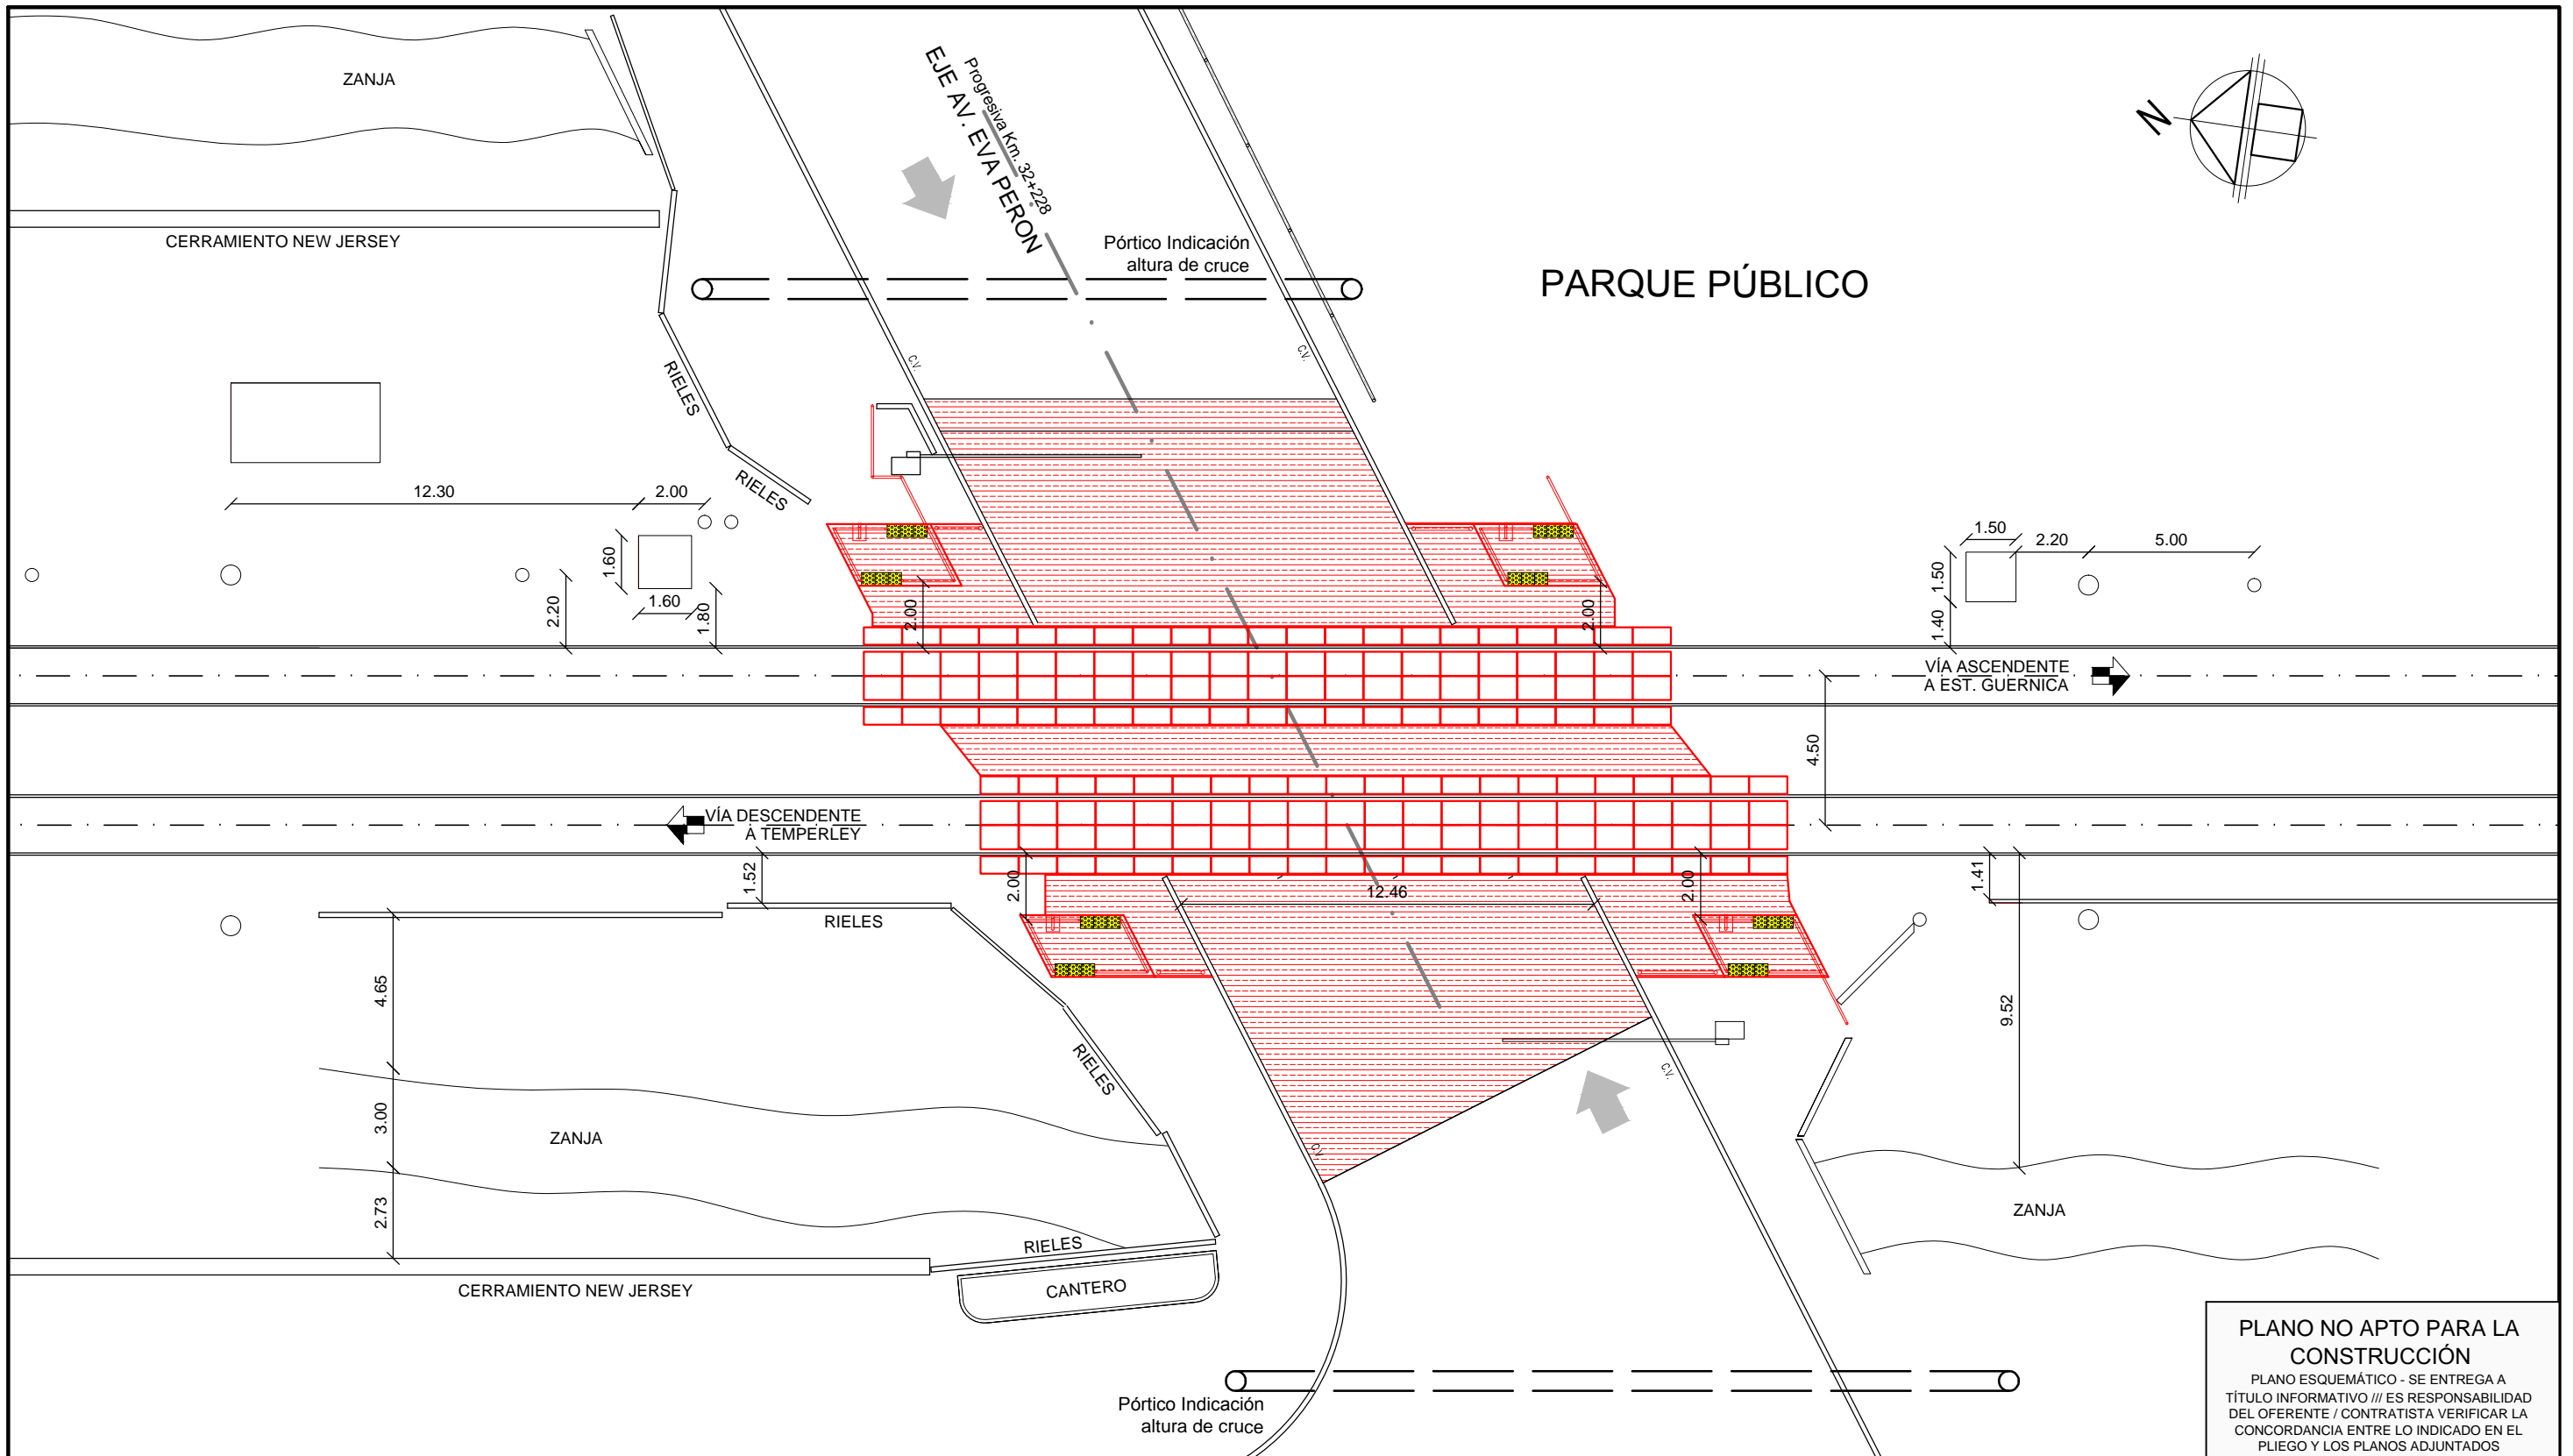 ZANJA
CERRAMIENTO NEW JERSEY
Progresiva Km. 32+228
EJE AV. EVA PERON
Pórtico Indicación
altura de cruce
PARQUE PÚBLICO
N
C.V.
C.V.
RIELES
RIELES
12.30
2.00
1.60
1.60
2.20
1.80
2.00
2.00
1.50
2.20
5.00
1.50
1.40
VÍA ASCENDENTE
A EST. GUERNICA
4.50
VÍA DESCENDENTE
A TEMPERLEY
1.52
2.00
12.46
2.00
1.41
RIELES
4.65
9.52
RIELES
C.V.
3.00
ZANJA
C.V.
2.73
ZANJA
RIELES
CERRAMIENTO NEW JERSEY
CANTERO
Pórtico Indicación
altura de cruce
PLANO NO APTO PARA LA
CONSTRUCCIÓN
PLANO ESQUEMÁTICO - SE ENTREGA A
TÍTULO INFORMATIVO /// ES RESPONSABILIDAD
DEL OFERENTE / CONTRATISTA VERIFICAR LA
CONCORDANCIA ENTRE LO INDICADO EN EL
PLIEGO Y LOS PLANOS ADJUNTADOS